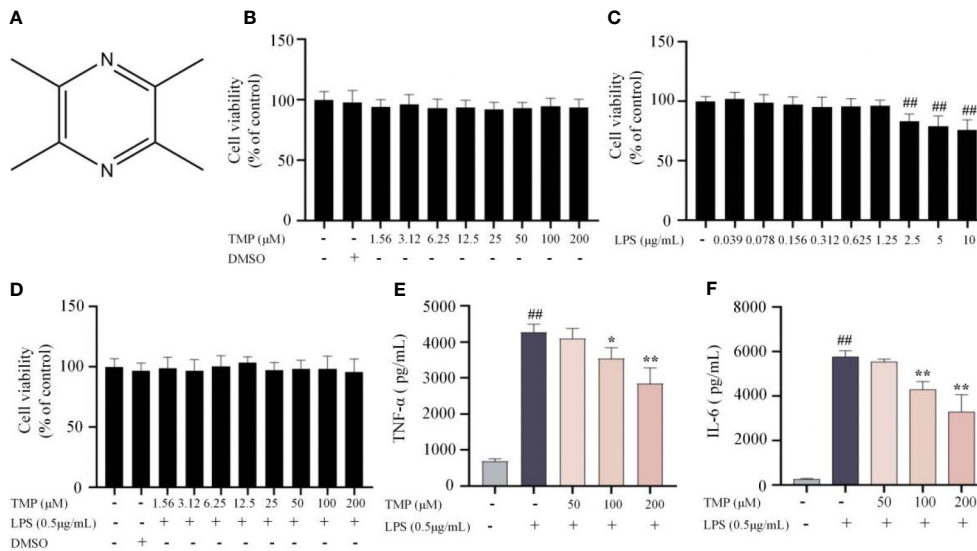 A
N
N
B
Cell viability
(% of control)
150
100
50
0
TMP (μM) - - 1.56 3.12 6.25 12.5 25 50 100 200
DMSO - + - - - - - - - -
C
Cell viability
(% of control)
150
100
50
0
## ## ##
LPS (μg/mL) - 0.039 0.078 0.156 0.312 0.625 1.25 2.5 5 10
D
Cell viability
(% of control)
150
100
50
0
TMP (μM) - - 1.56 3.12 6.25 12.5 25 50 100 200
LPS (0.5μg/mL) - - + + + + + + + +
DMSO - + - - - - - - - -
E
TNF-α ( pg/mL)
5000
4000
3000
2000
1000
0
## * **
TMP (μM) - - 50 100 200
LPS (0.5μg/mL) - + + + +
F
IL-6 ( pg/mL)
8000
6000
4000
2000
0
## ** **
TMP (μM) - - 50 100 200
LPS (0.5μg/mL) - + + + +